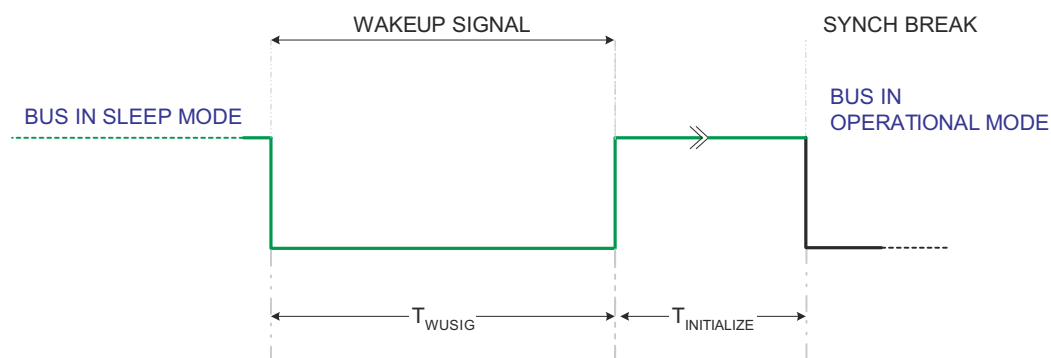 WAKEUP SIGNAL
SYNCH BREAK
BUS IN SLEEP MODE
BUS IN
OPERATIONAL MODE
TWUSIG
TINITIALIZE